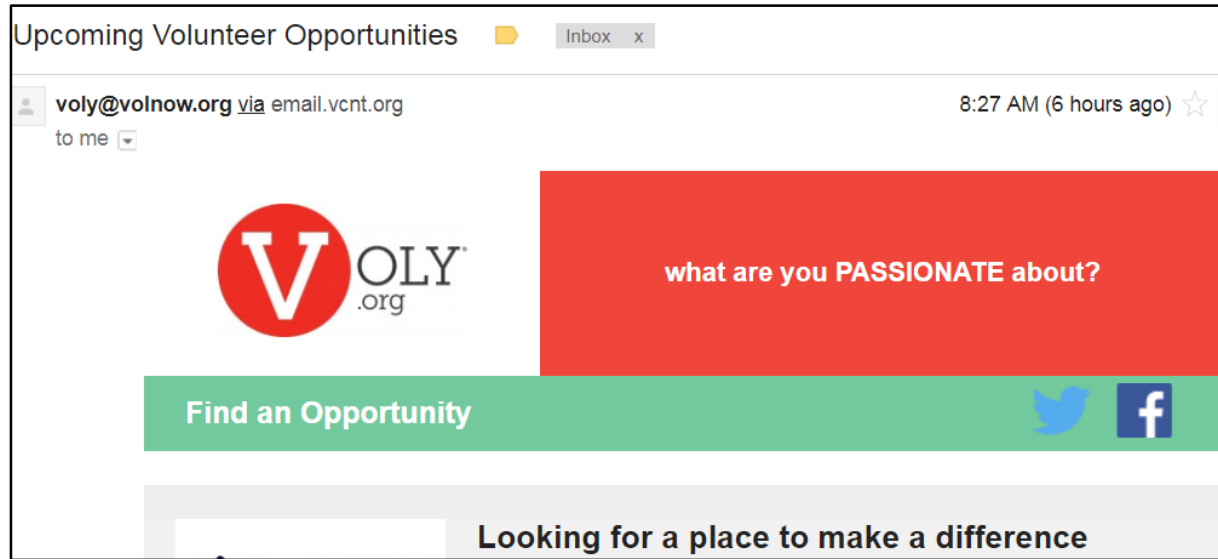 Upcoming Volunteer Opportunities Inbox x
voly@volnow.org via email.vcnt.org 8:27 AM (6 hours ago)
to me
VOLY
.org
what are you PASSIONATE about?
Find an Opportunity
Looking for a place to make a difference